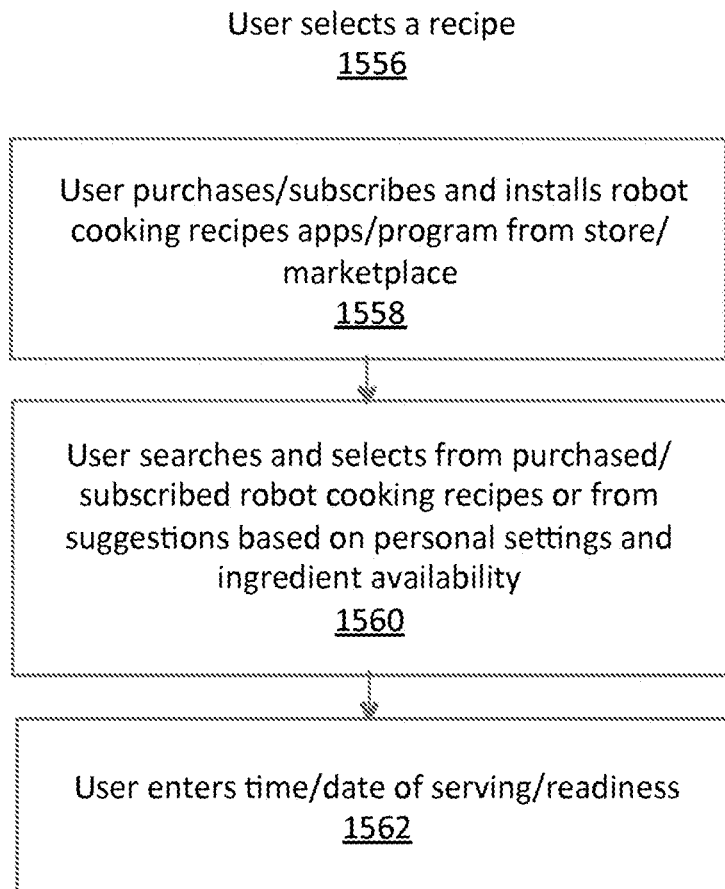 User selects a recipe
1556
User purchases/subscribes and installs robot
cooking recipes apps/program from store/
marketplace
1558
User searches and selects from purchased/
subscribed robot cooking recipes or from
suggestions based on personal settings and
ingredient availability
1560
User enters time/date of serving/readiness
1562